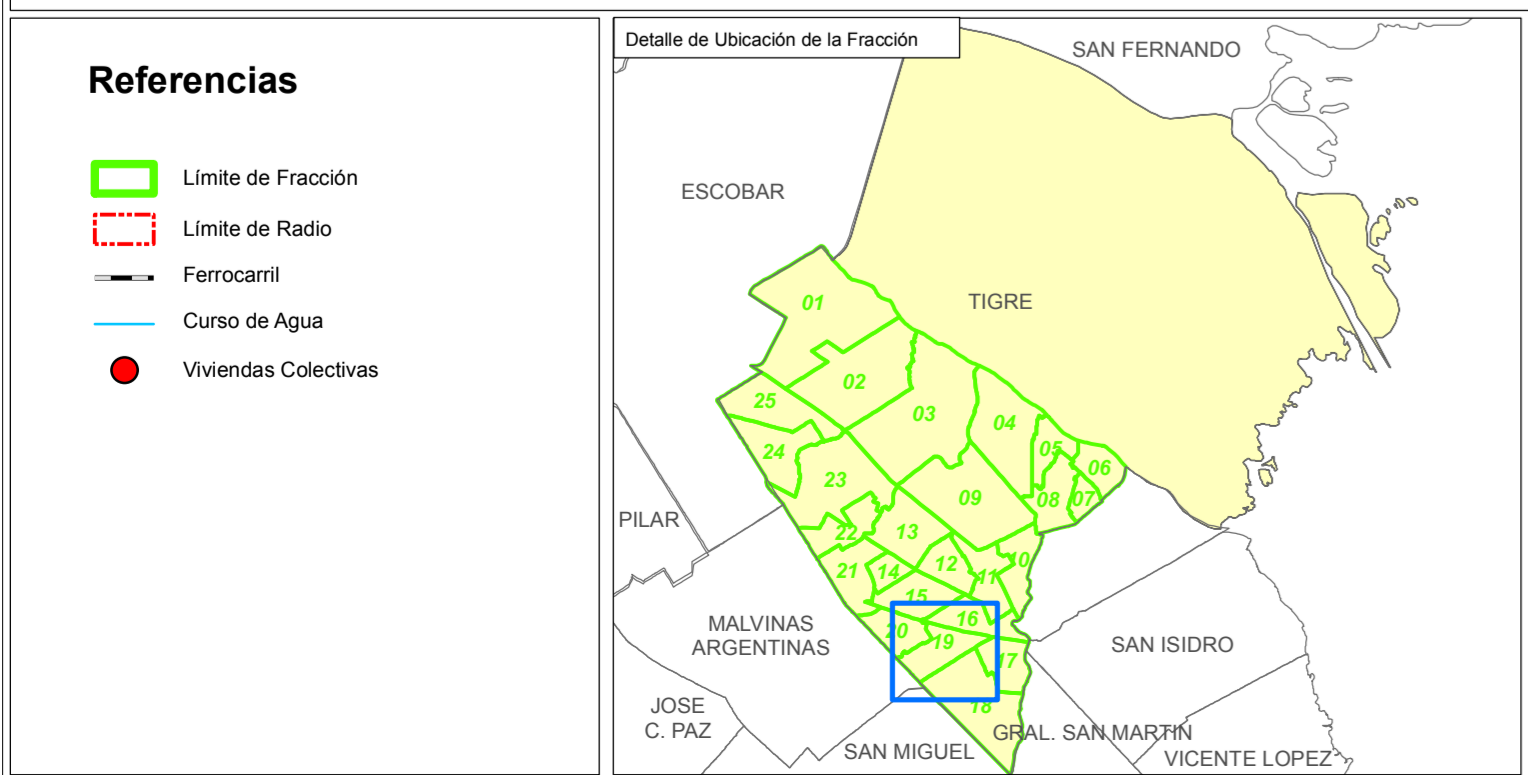 Referencias
Límite de Fracción
Límite de Radio
Ferrocarril
Curso de Agua
Viviendas Colectivas
Detalle de Ubicación de la Fracción
SAN FERNANDO
ESCOBAR
TIGRE
01
02
25
03
04
24
05
06
23
09
08
07
PILAR
22
13
10
12
21
14
11
15
16
MALVINAS
ARGENTINAS
20
19
17
SAN ISIDRO
JOSE
C. PAZ
18
GRAL. SAN MARTIN
SAN MIGUEL
VICENTE LOPEZ